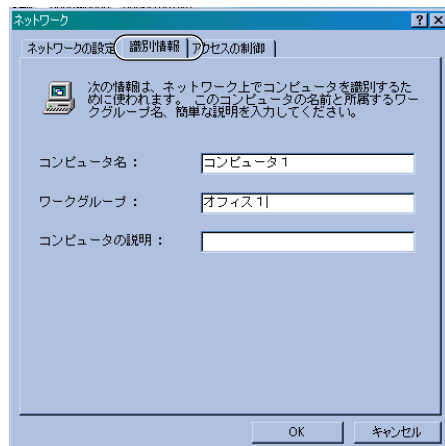 ネットワーク
ネットワークの設定 識別情報 アクセスの制御
次の情報は、ネットワーク上でコンピュータを識別するた
めに使われます。 このコンピュータの名前と所属するワー
クグループ名、簡単な説明を入力してください。
コンピュータ名： コンピュータ１
ワークグループ： オフィス１
コンピュータの説明：
OK キャンセル